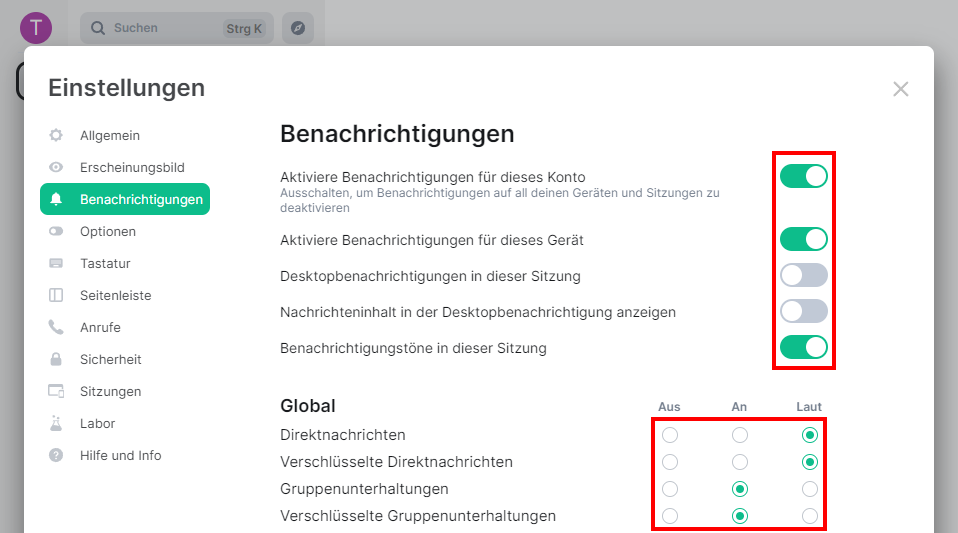 T
Suchen
Strg K
Einstellungen
Allgemein
Erscheinungsbild
Benachrichtigungen
Optionen
Tastatur
Seitenleiste
Anrufe
Sicherheit
Sitzungen
Labor
Hilfe und Info
Benachrichtigungen
Aktiviere Benachrichtigungen für dieses Konto
Ausschalten, um Benachrichtigungen auf all deinen Geräten und Sitzungen zu
deaktivieren
Aktiviere Benachrichtigungen für dieses Gerät
Desktopbenachrichtigungen in dieser Sitzung
Nachrichteninhalt in der Desktopbenachrichtigung anzeigen
Benachrichtigungstöne in dieser Sitzung
Global Aus An Laut
Direktnachrichten
Verschlüsselte Direktnachrichten
Gruppenunterhaltungen
Verschlüsselte Gruppenunterhaltungen